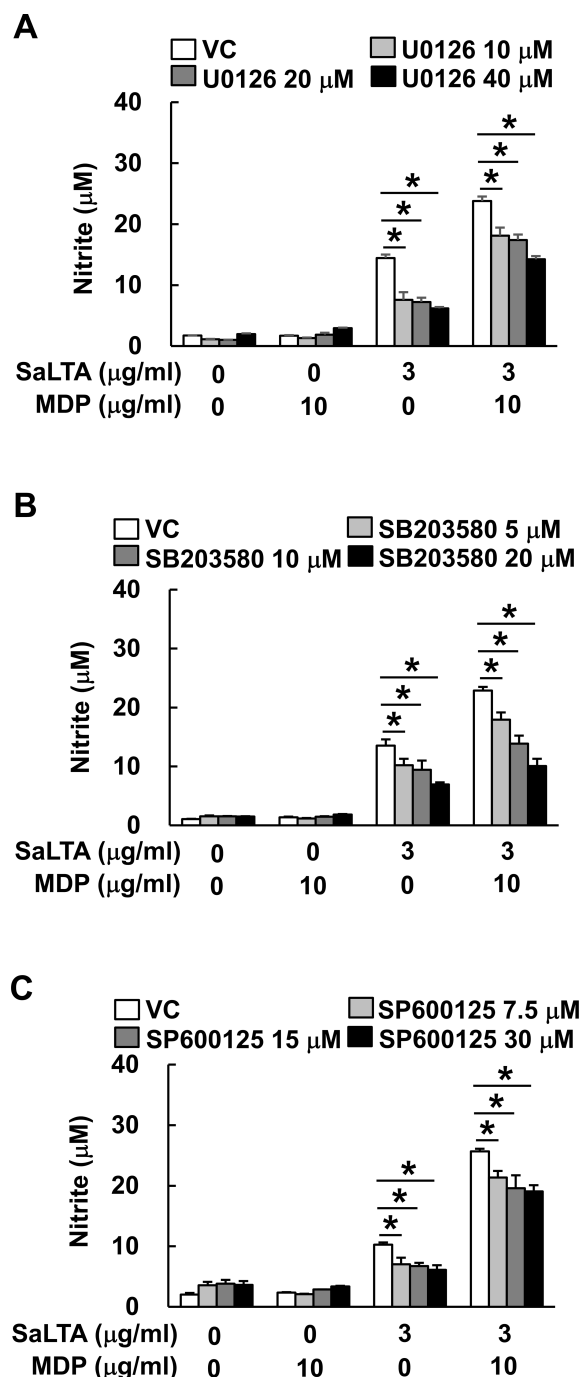 A
VC U0126 10 μM
U0126 20 μM U0126 40 μM
Nitrite (μM)
40
30
20
10
0
* * *
* * *
SaLTA (μg/ml) 0 0 3 3
MDP (μg/ml) 0 10 0 10
B
VC SB203580 5 μM
SB203580 10 μM SB203580 20 μM
Nitrite (μM)
40
30
20
10
0
* * *
* * *
SaLTA (μg/ml) 0 0 3 3
MDP (μg/ml) 0 10 0 10
C
VC SP600125 7.5 μM
SP600125 15 μM SP600125 30 μM
Nitrite (μM)
40
30
20
10
0
* * *
* * *
SaLTA (μg/ml) 0 0 3 3
MDP (μg/ml) 0 10 0 10